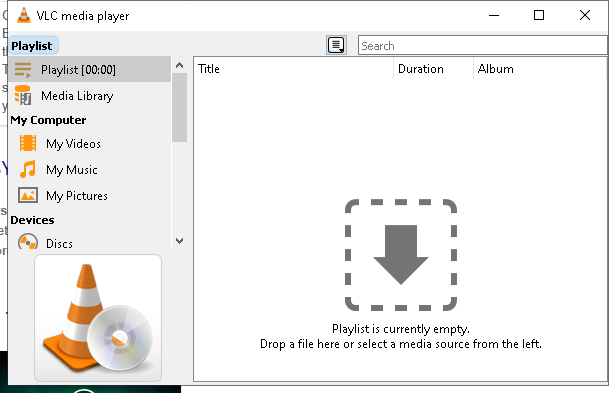 VLC media player
Playlist
Search
Playlist [00:00]
Media Library
My Computer
My Videos
My Music
My Pictures
Devices
Discs
Title Duration Album
Playlist is currently empty.
Drop a file here or select a media source from the left.